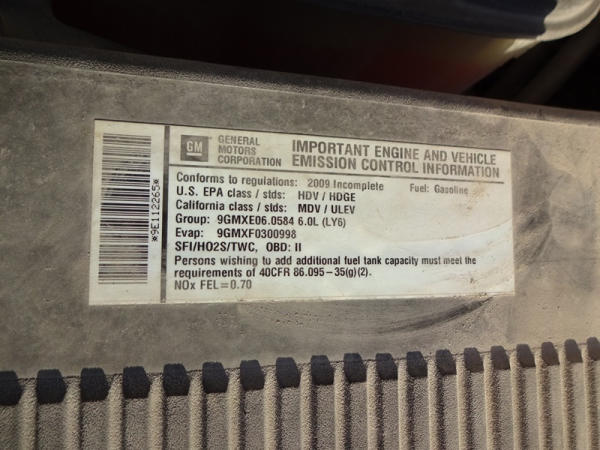 GM
GENERAL
MOTORS
CORPORATION
IMPORTANT ENGINE AND VEHICLE
EMISSION CONTROL INFORMATION
Conforms to regulations: 2009 Incomplete Fuel: Gasoline
U.S. EPA class / stds: HDV / HDGE
California class / stds: MDV / ULEV
Group: 9GMXE06.0584 6.0L (LY6)
Evap: 9GMXF0300998
SFI/HO2S/TWC, OBD: II
Persons wishing to add additional fuel tank capacity must meet the
requirements of 40CFR 86.095-35(g)(2).
NOx FEL=0.70
*9E112265*